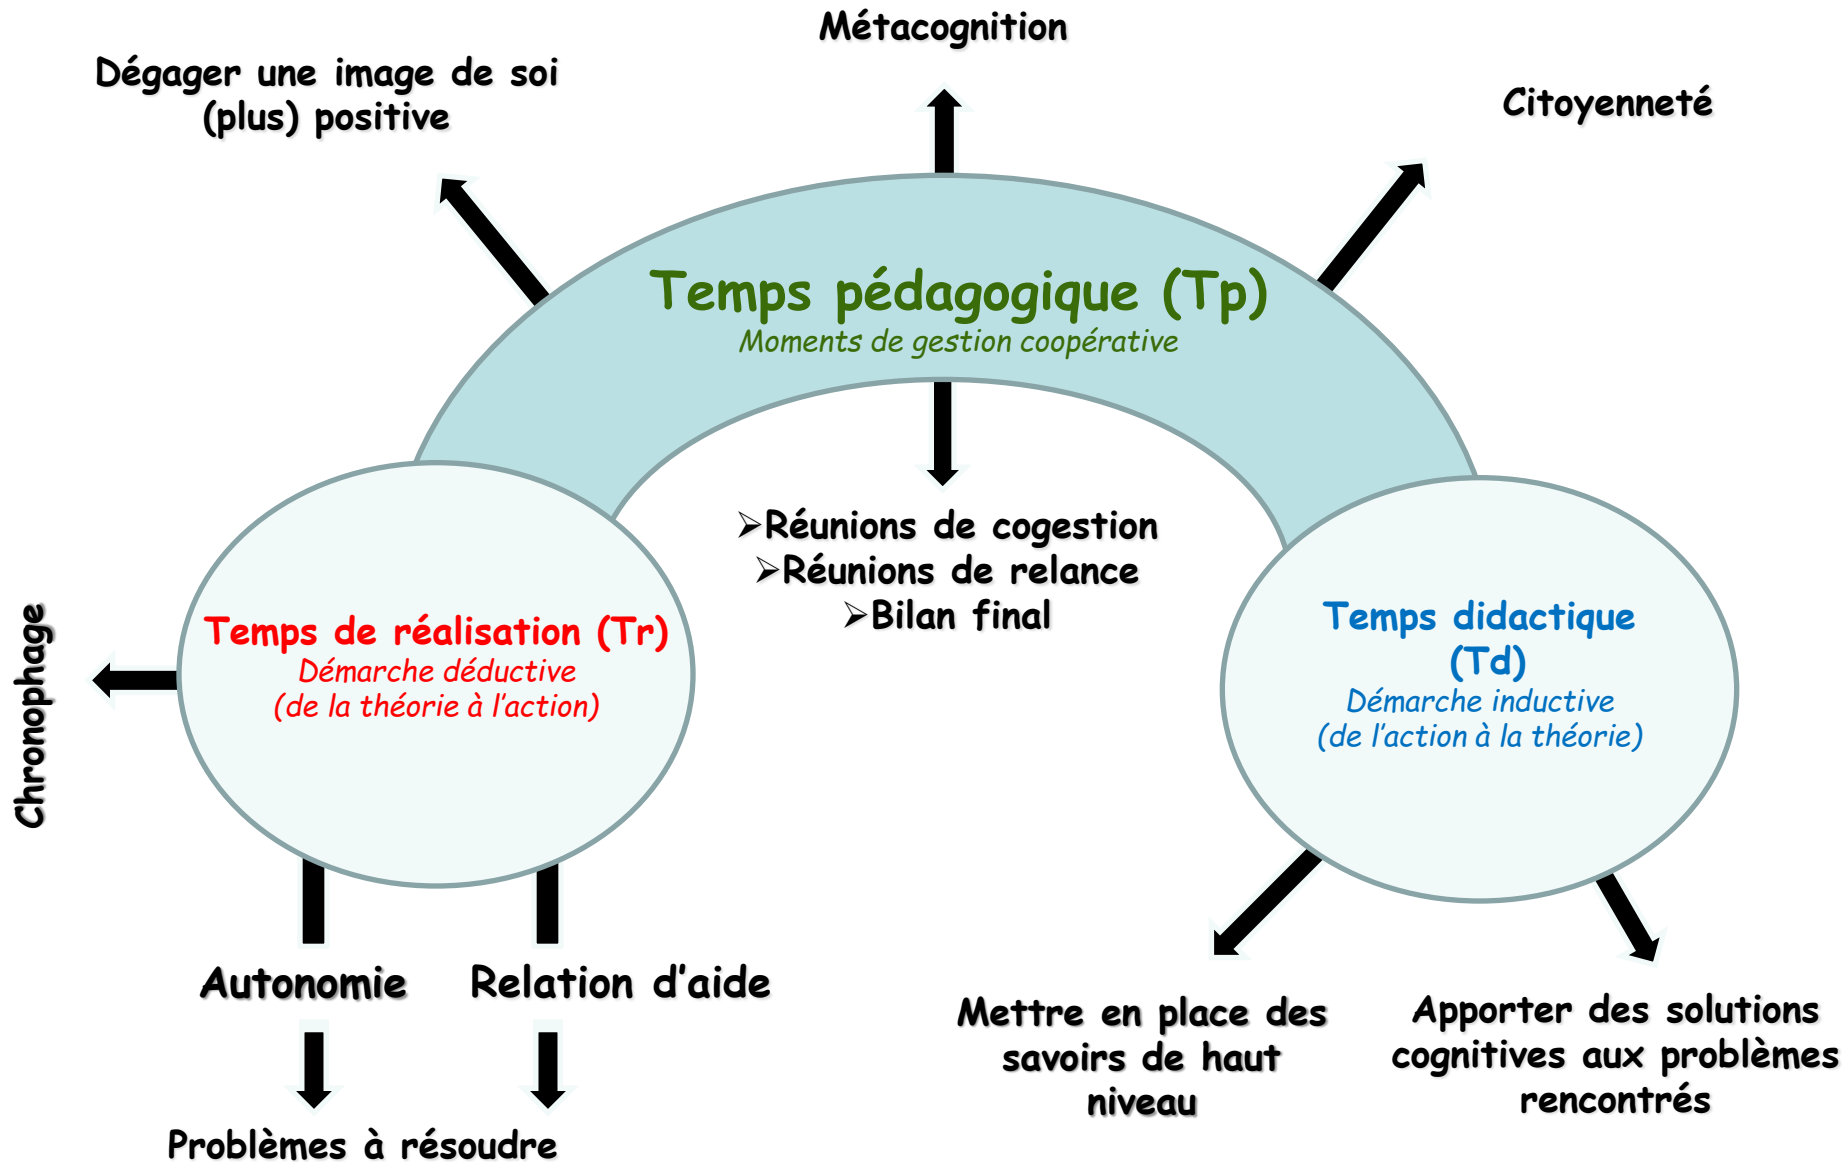 Métacognition
Dégager une image de soi
(plus) positive
Citoyenneté
Temps pédagogique (Tp)
Moments de gestion coopérative
➢Réunions de cogestion
➢Réunions de relance
➢Bilan final
Chronophage
Temps de réalisation (Tr)
Démarche déductive
(de la théorie à l'action)
Temps didactique
(Td)
Démarche inductive
(de l'action à la théorie)
Autonomie
Relation d'aide
Problèmes à résoudre
Mettre en place des
savoirs de haut
niveau
Apporter des solutions
cognitives aux problèmes
rencontrés